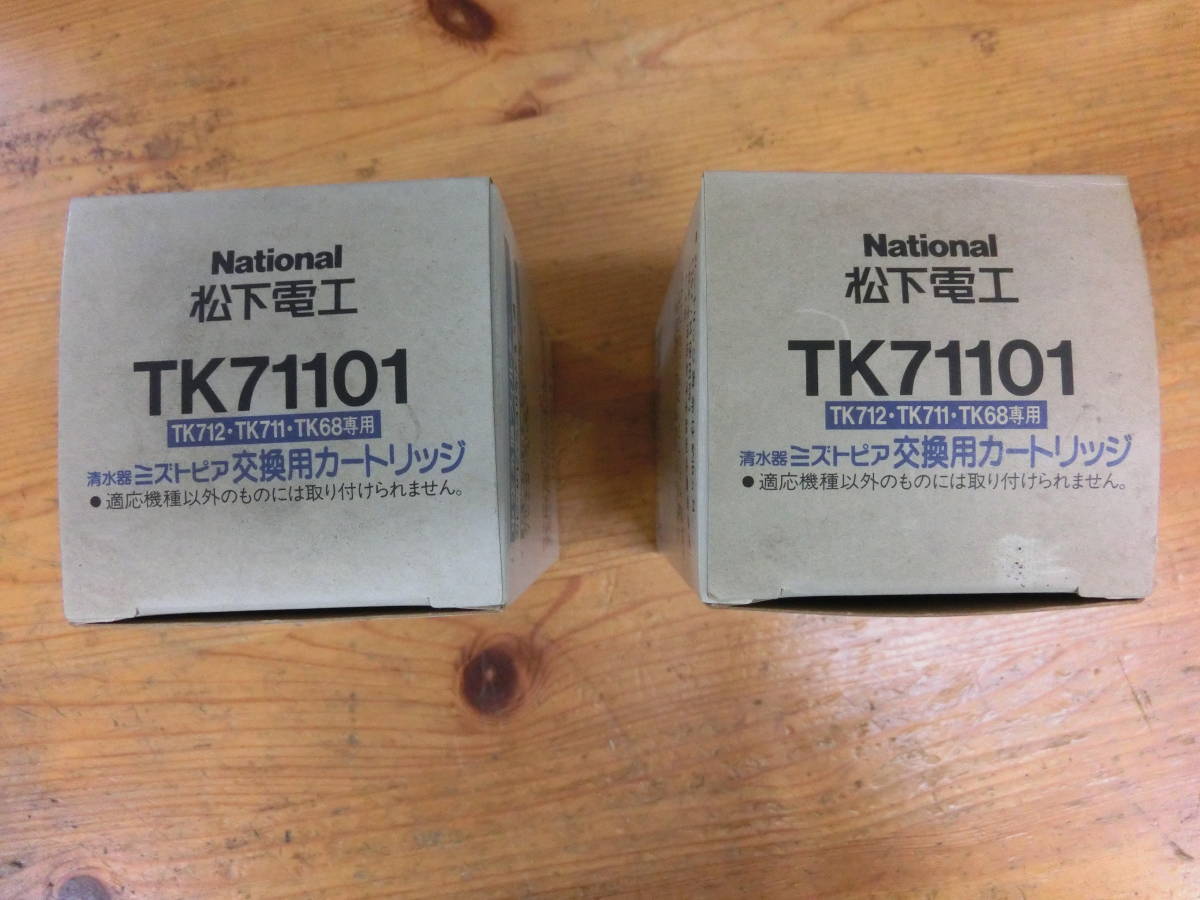 National
松下電工
TK71101
TK712・TK711・TK68専用
清水器ミズトピア交換用カートリッジ
●適応機種以外のものには取り付けられません。
National
松下電工
TK71101
TK712・TK711・TK68専用
清水器ミズトピア交換用カートリッジ
●適応機種以外のものには取り付けられません。